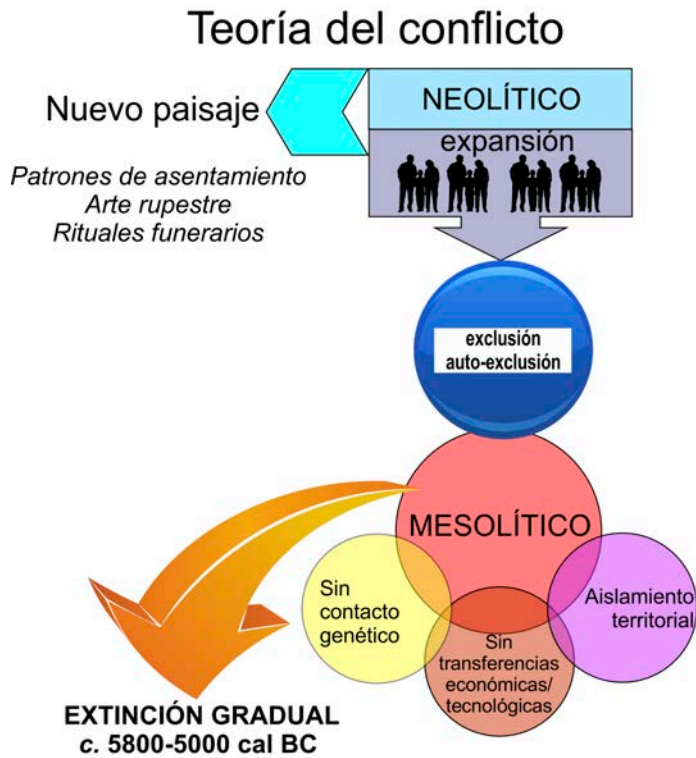 Teoría del conflicto
Nuevo paisaje
NEOLÍTICO
expansión
Patrones de asentamiento
Arte rupestre
Rituales funerarios
exclusión
auto-exclusión
MESOLÍTICO
Sin
contacto
genético
Sin
transferencias
económicas/
tecnológicas
Aislamiento
territorial
EXTINCIÓN GRADUAL
c. 5800-5000 cal BC